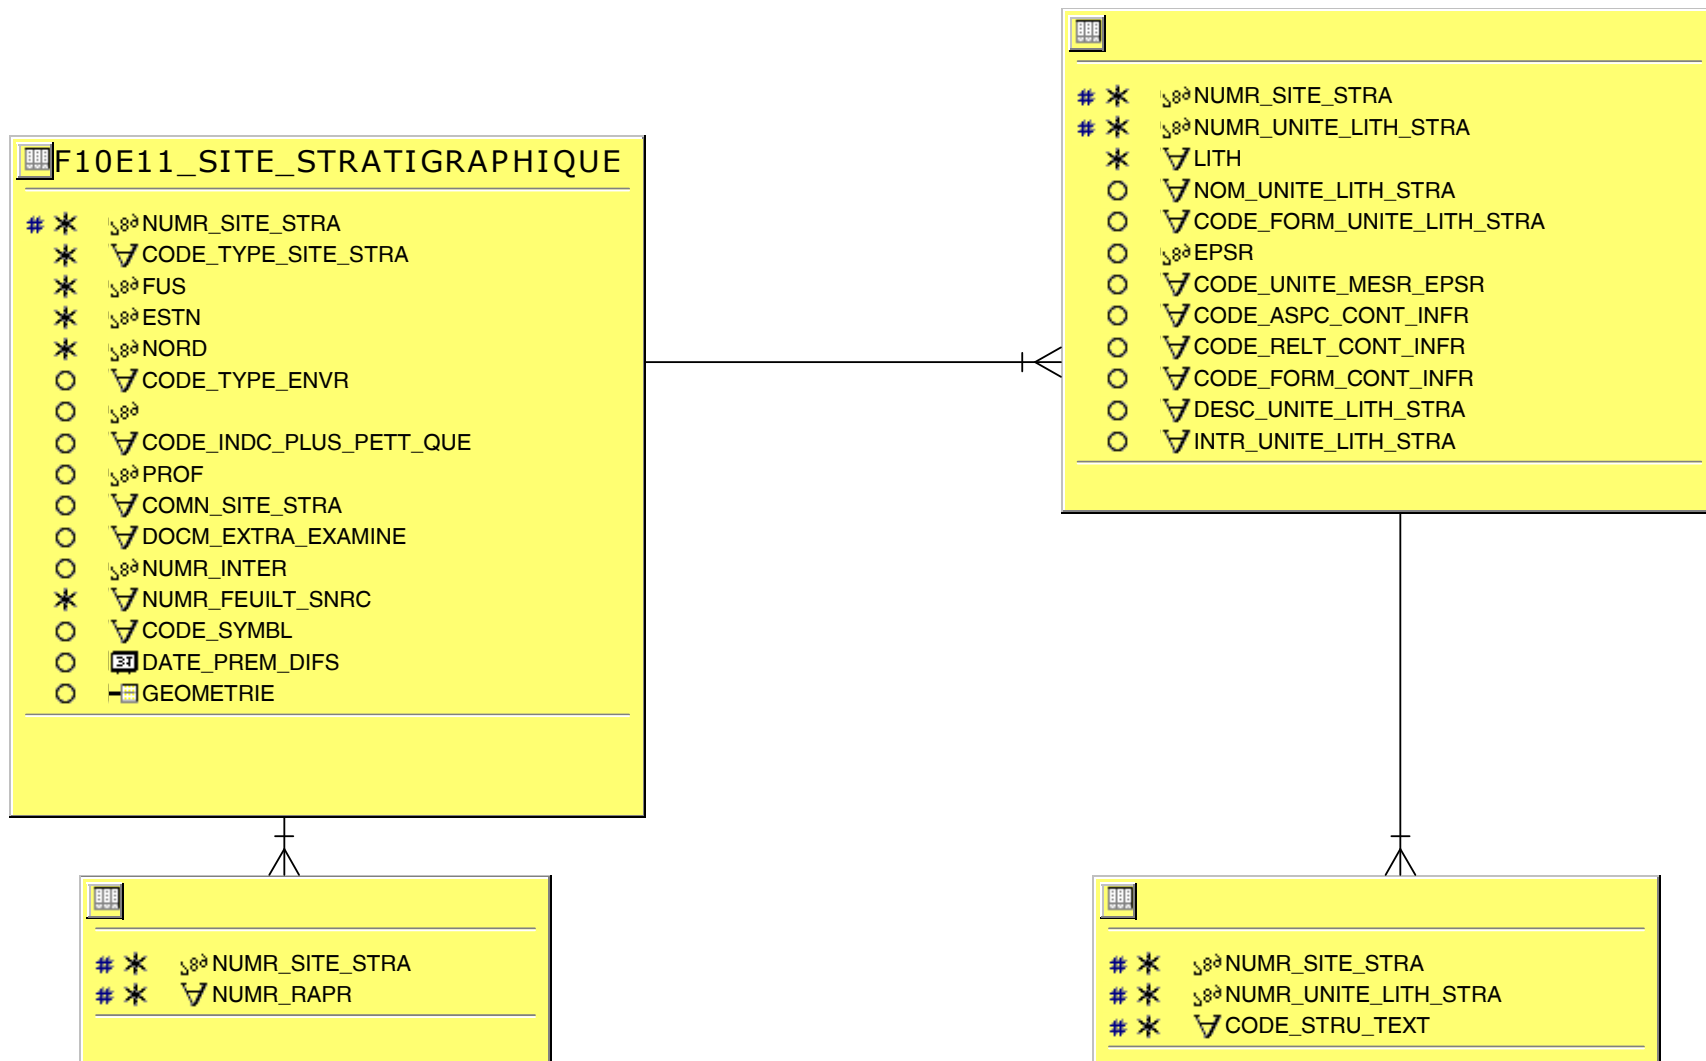 F10E11_SITE_STRATIGRAPHIQUE
# * NUMR_SITE_STRA
* CODE_TYPE_SITE_STRA
* FUS
* ESTN
* NORD
CODE_TYPE_ENVR
CODE_INDC_PLUS_PETT_QUE
PROF
COMN_SITE_STRA
DOCM_EXTRA_EXAMINE
NUMR_INTER
* NUMR_FEUILT_SNRC
CODE_SYMBL
DATE_PREM_DIFS
GEOMETRIE
# * NUMR_SITE_STRA
# * NUMR_UNITE_LITH_STRA
* LITH
NOM_UNITE_LITH_STRA
CODE_FORM_UNITE_LITH_STRA
EPSR
CODE_UNITE_MESR_EPSR
CODE_ASPC_CONT_INFR
CODE_RELT_CONT_INFR
CODE_FORM_CONT_INFR
DESC_UNITE_LITH_STRA
INTR_UNITE_LITH_STRA
# * NUMR_SITE_STRA
# * NUMR_RAPR
# * NUMR_SITE_STRA
# * NUMR_UNITE_LITH_STRA
# * CODE_STRU_TEXT